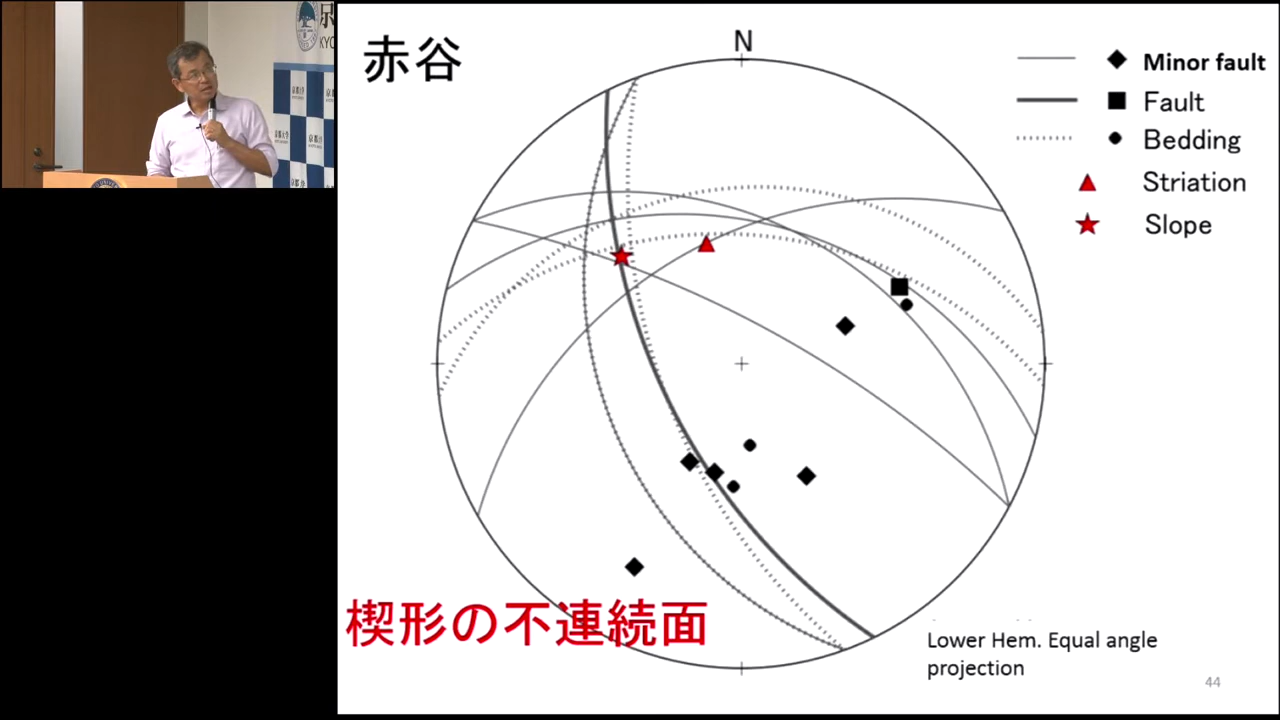 赤谷
N
Minor fault
Fault
Bedding
Striation
Slope
楔形の不連続面
Lower Hem. Equal angle
projection
44